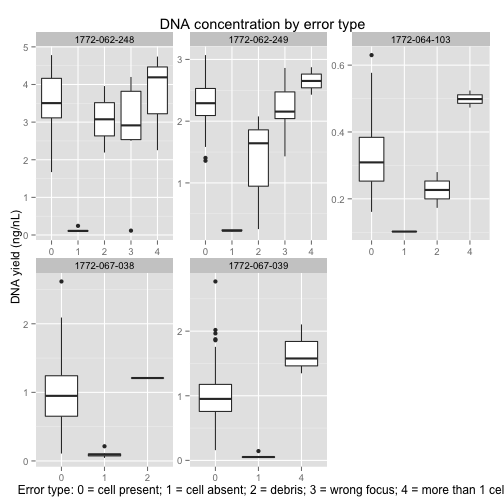 DNA concentration by error type
1772-062-248
1772-062-249
1772-064-103
5
4
3
2
1
0
3
2
1
0.6
0.4
0.2
0 1 2 3 4
0 1 2 3 4
0 1 2 4
DNA yield (ng/nL)
1772-067-038
1772-067-039
2
1
0
2
1
0
0 1 2
0 1 4
Error type: 0 = cell present; 1 = cell absent; 2 = debris; 3 = wrong focus; 4 = more than 1 cel